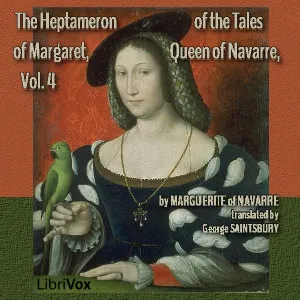 The Heptameron of the Tales
of Margaret, Queen of Navarre,
Vol. 4
by MARGUERITE of NAVARRE
translated by
George SAINTSBURY
LibriVox